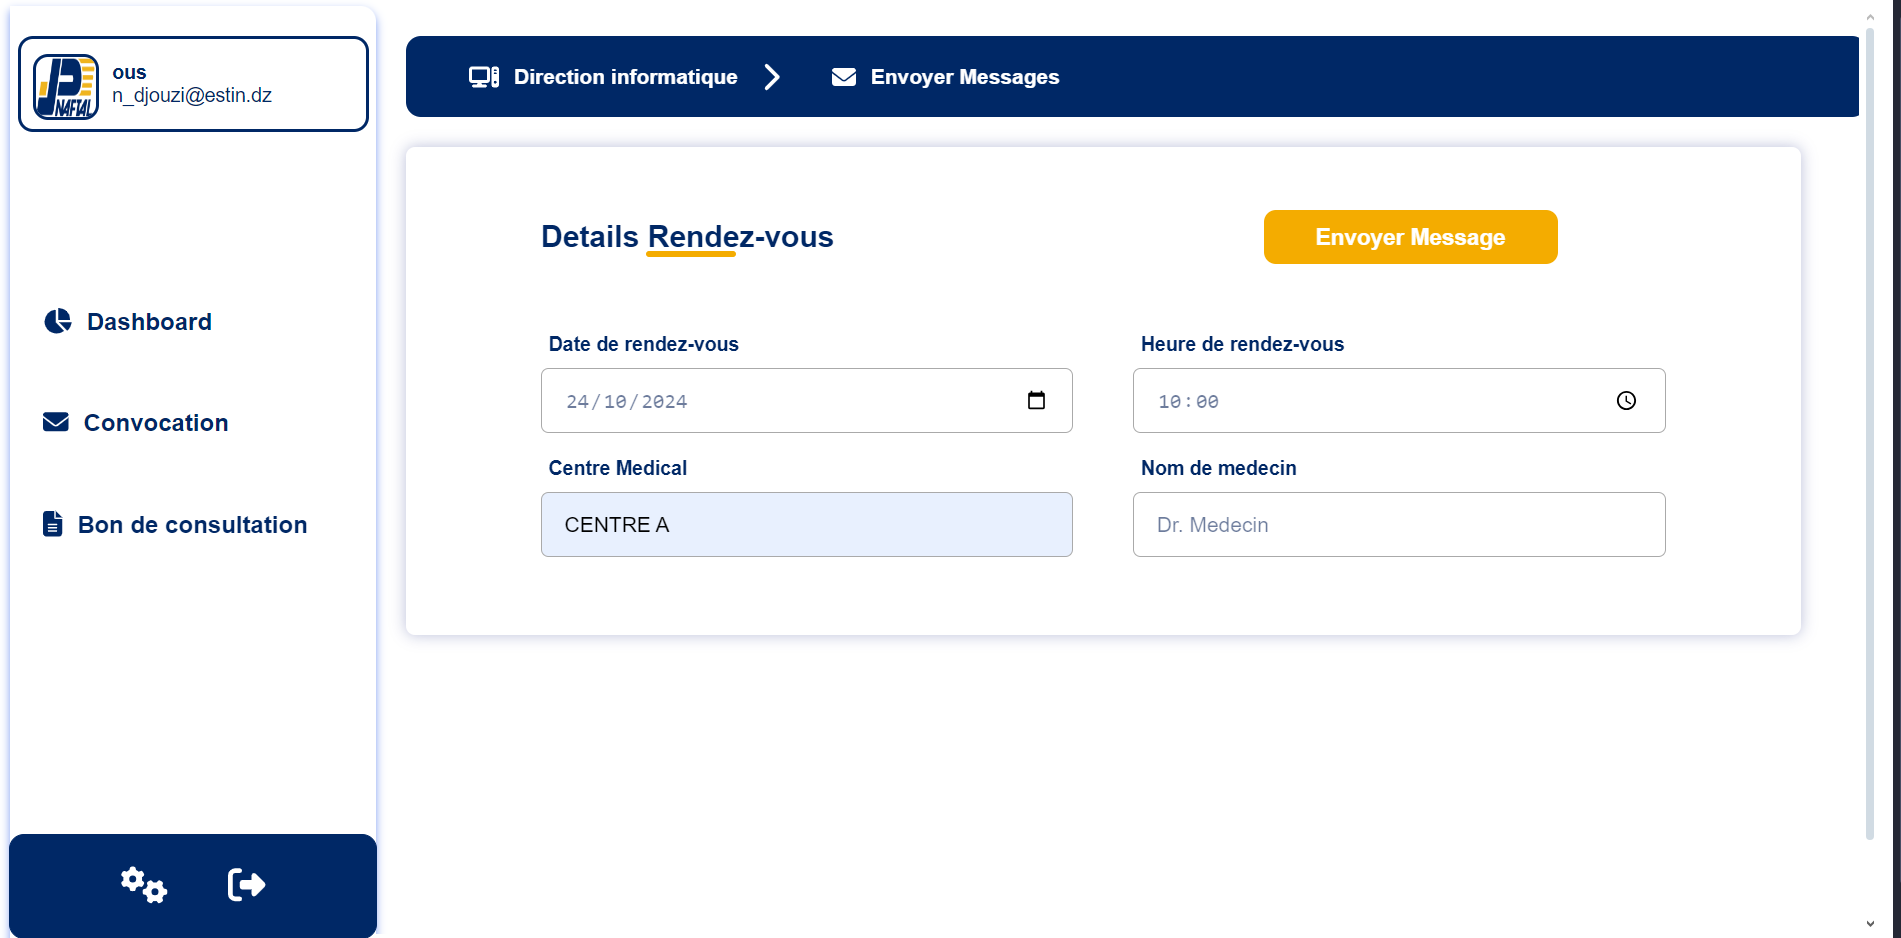 ous
n_djouzi@estin.dz
NAFTAL
Dashboard
Convocation
Bon de consultation
Direction informatique
Envoyer Messages
Details Rendez-vous
Envoyer Message
Date de rendez-vous
24/10/2024
Heure de rendez-vous
10:00
Centre Medical
CENTRE A
Nom de medecin
Dr. Medecin